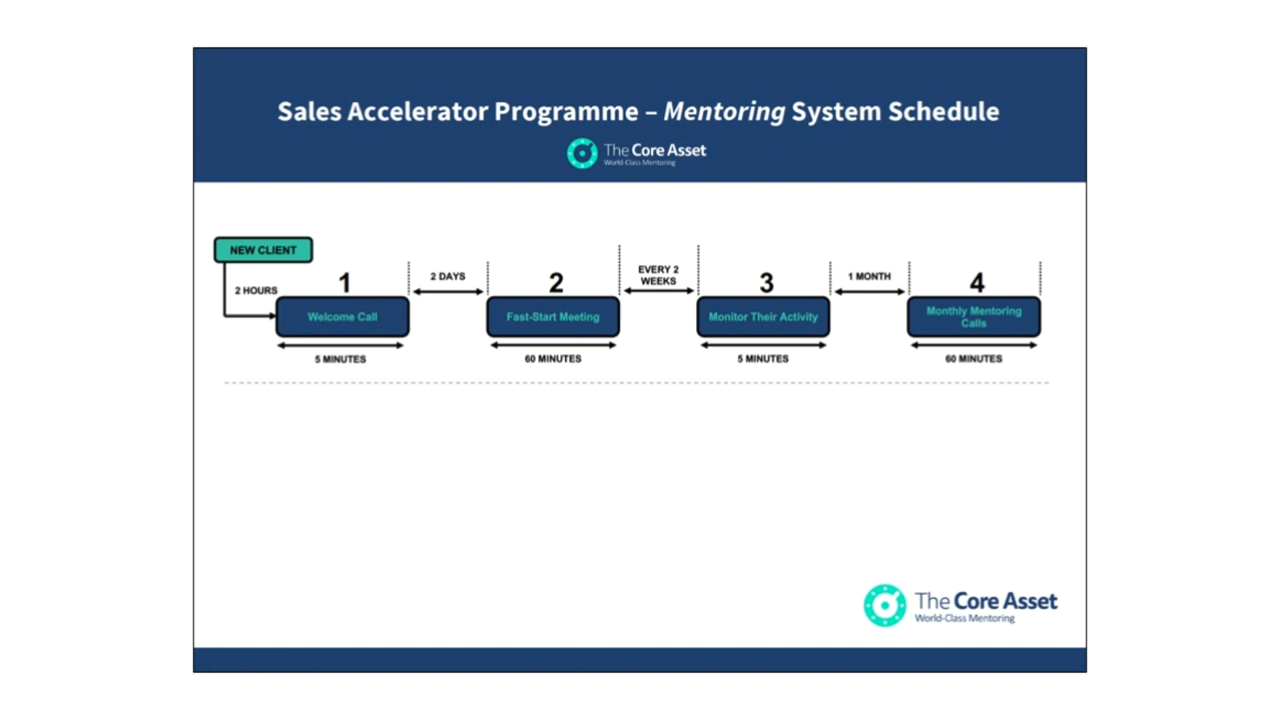 Sales Accelerator Programme – Mentoring System Schedule
The Core Asset
World-Class Mentoring
NEW CLIENT
2 HOURS
1
Welcome Call
5 MINUTES
2 DAYS
2
Fast-Start Meeting
60 MINUTES
EVERY 2
WEEKS
3
Monitor Their Activity
5 MINUTES
1 MONTH
4
Monthly Mentoring
Calls
60 MINUTES
The Core Asset
World-Class Mentoring